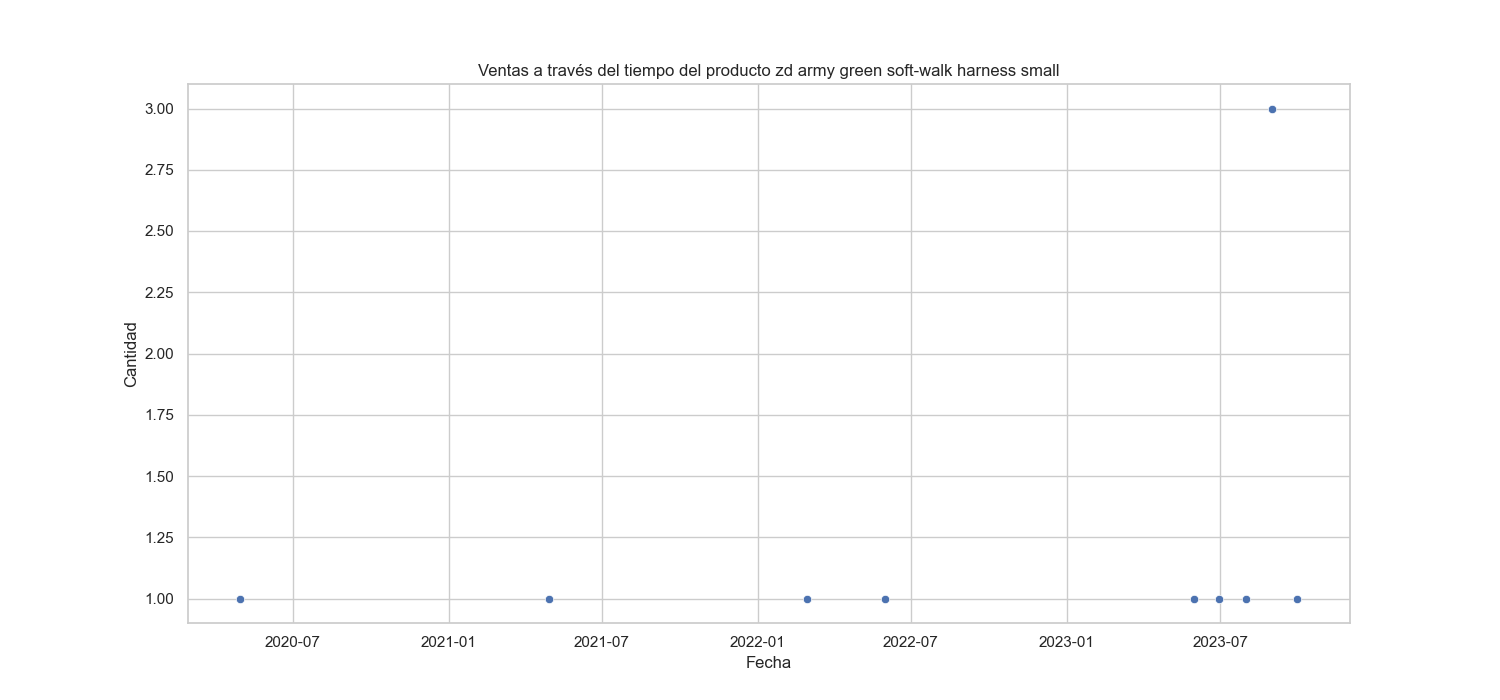 Ventas a través del tiempo del producto zd army green soft-walk harness small
3.00
2.75
2.50
2.25
2.00
1.75
1.50
1.25
1.00
Cantidad
2020-07 2021-01 2021-07 2022-01 2022-07 2023-01 2023-07
Fecha